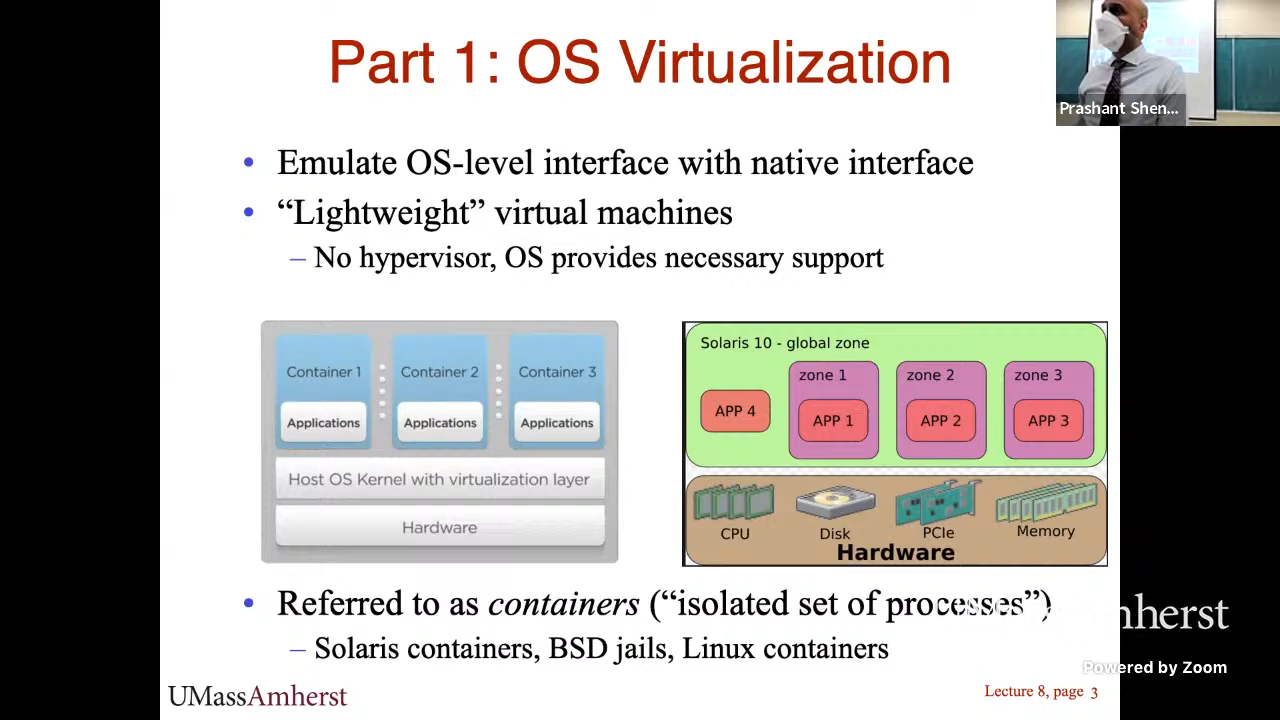 Part 1: OS Virtualization
Prashant Shen...
• Emulate OS-level interface with native interface
• “Lightweight” virtual machines
– No hypervisor, OS provides necessary support
Container 1
Container 2
Container 3
Applications
Applications
Applications
Host OS Kernel with virtualization layer
Hardware
Solaris 10 - global zone
zone 1
zone 2
zone 3
APP 4
APP 1
APP 2
APP 3
CPU
Disk
PCIe
Memory
Hardware
• Referred to as containers (“isolated set of processes”)
– Solaris containers, BSD jails, Linux containers
mherst
Powered by Zoom
UMassAmherst
Lecture 8, page 3